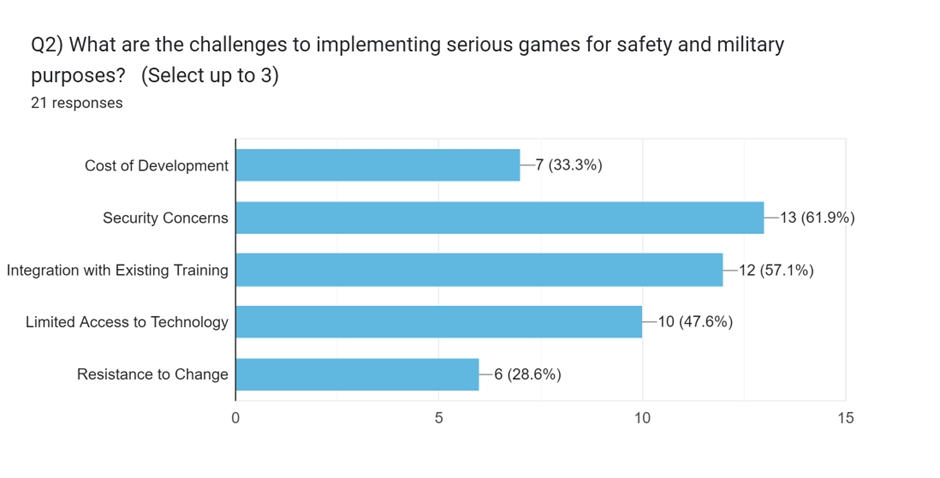 Q2) What are the challenges to implementing serious games for safety and military
purposes?   (Select up to 3)
21 responses
Cost of Development
7 (33.3%)
Security Concerns
13 (61.9%)
Integration with Existing Training
12 (57.1%)
Limited Access to Technology
10 (47.6%)
Resistance to Change
6 (28.6%)
0
5
10
15